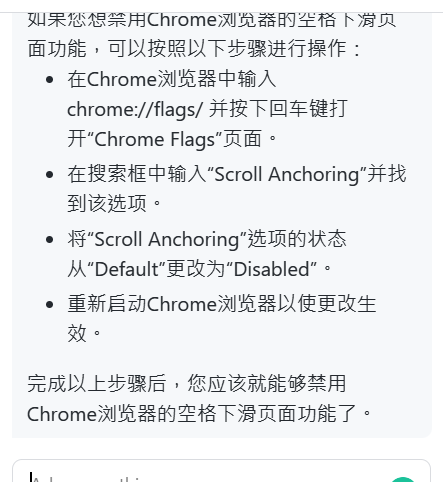 如果您想禁用Chrome浏览器的空格下滑页
面功能，可以按照以下步骤进行操作：
• 在Chrome浏览器中输入
chrome://flags/ 并按下回车键打
开“Chrome Flags”页面。
• 在搜索框中输入“Scroll Anchoring”并找
到该选项。
• 将“Scroll Anchoring”选项的状态
从“Default”更改为“Disabled”。
• 重新启动Chrome浏览器以使更改生
效。
完成以上步骤后，您应该就能够禁用
Chrome浏览器的空格下滑页面功能了。